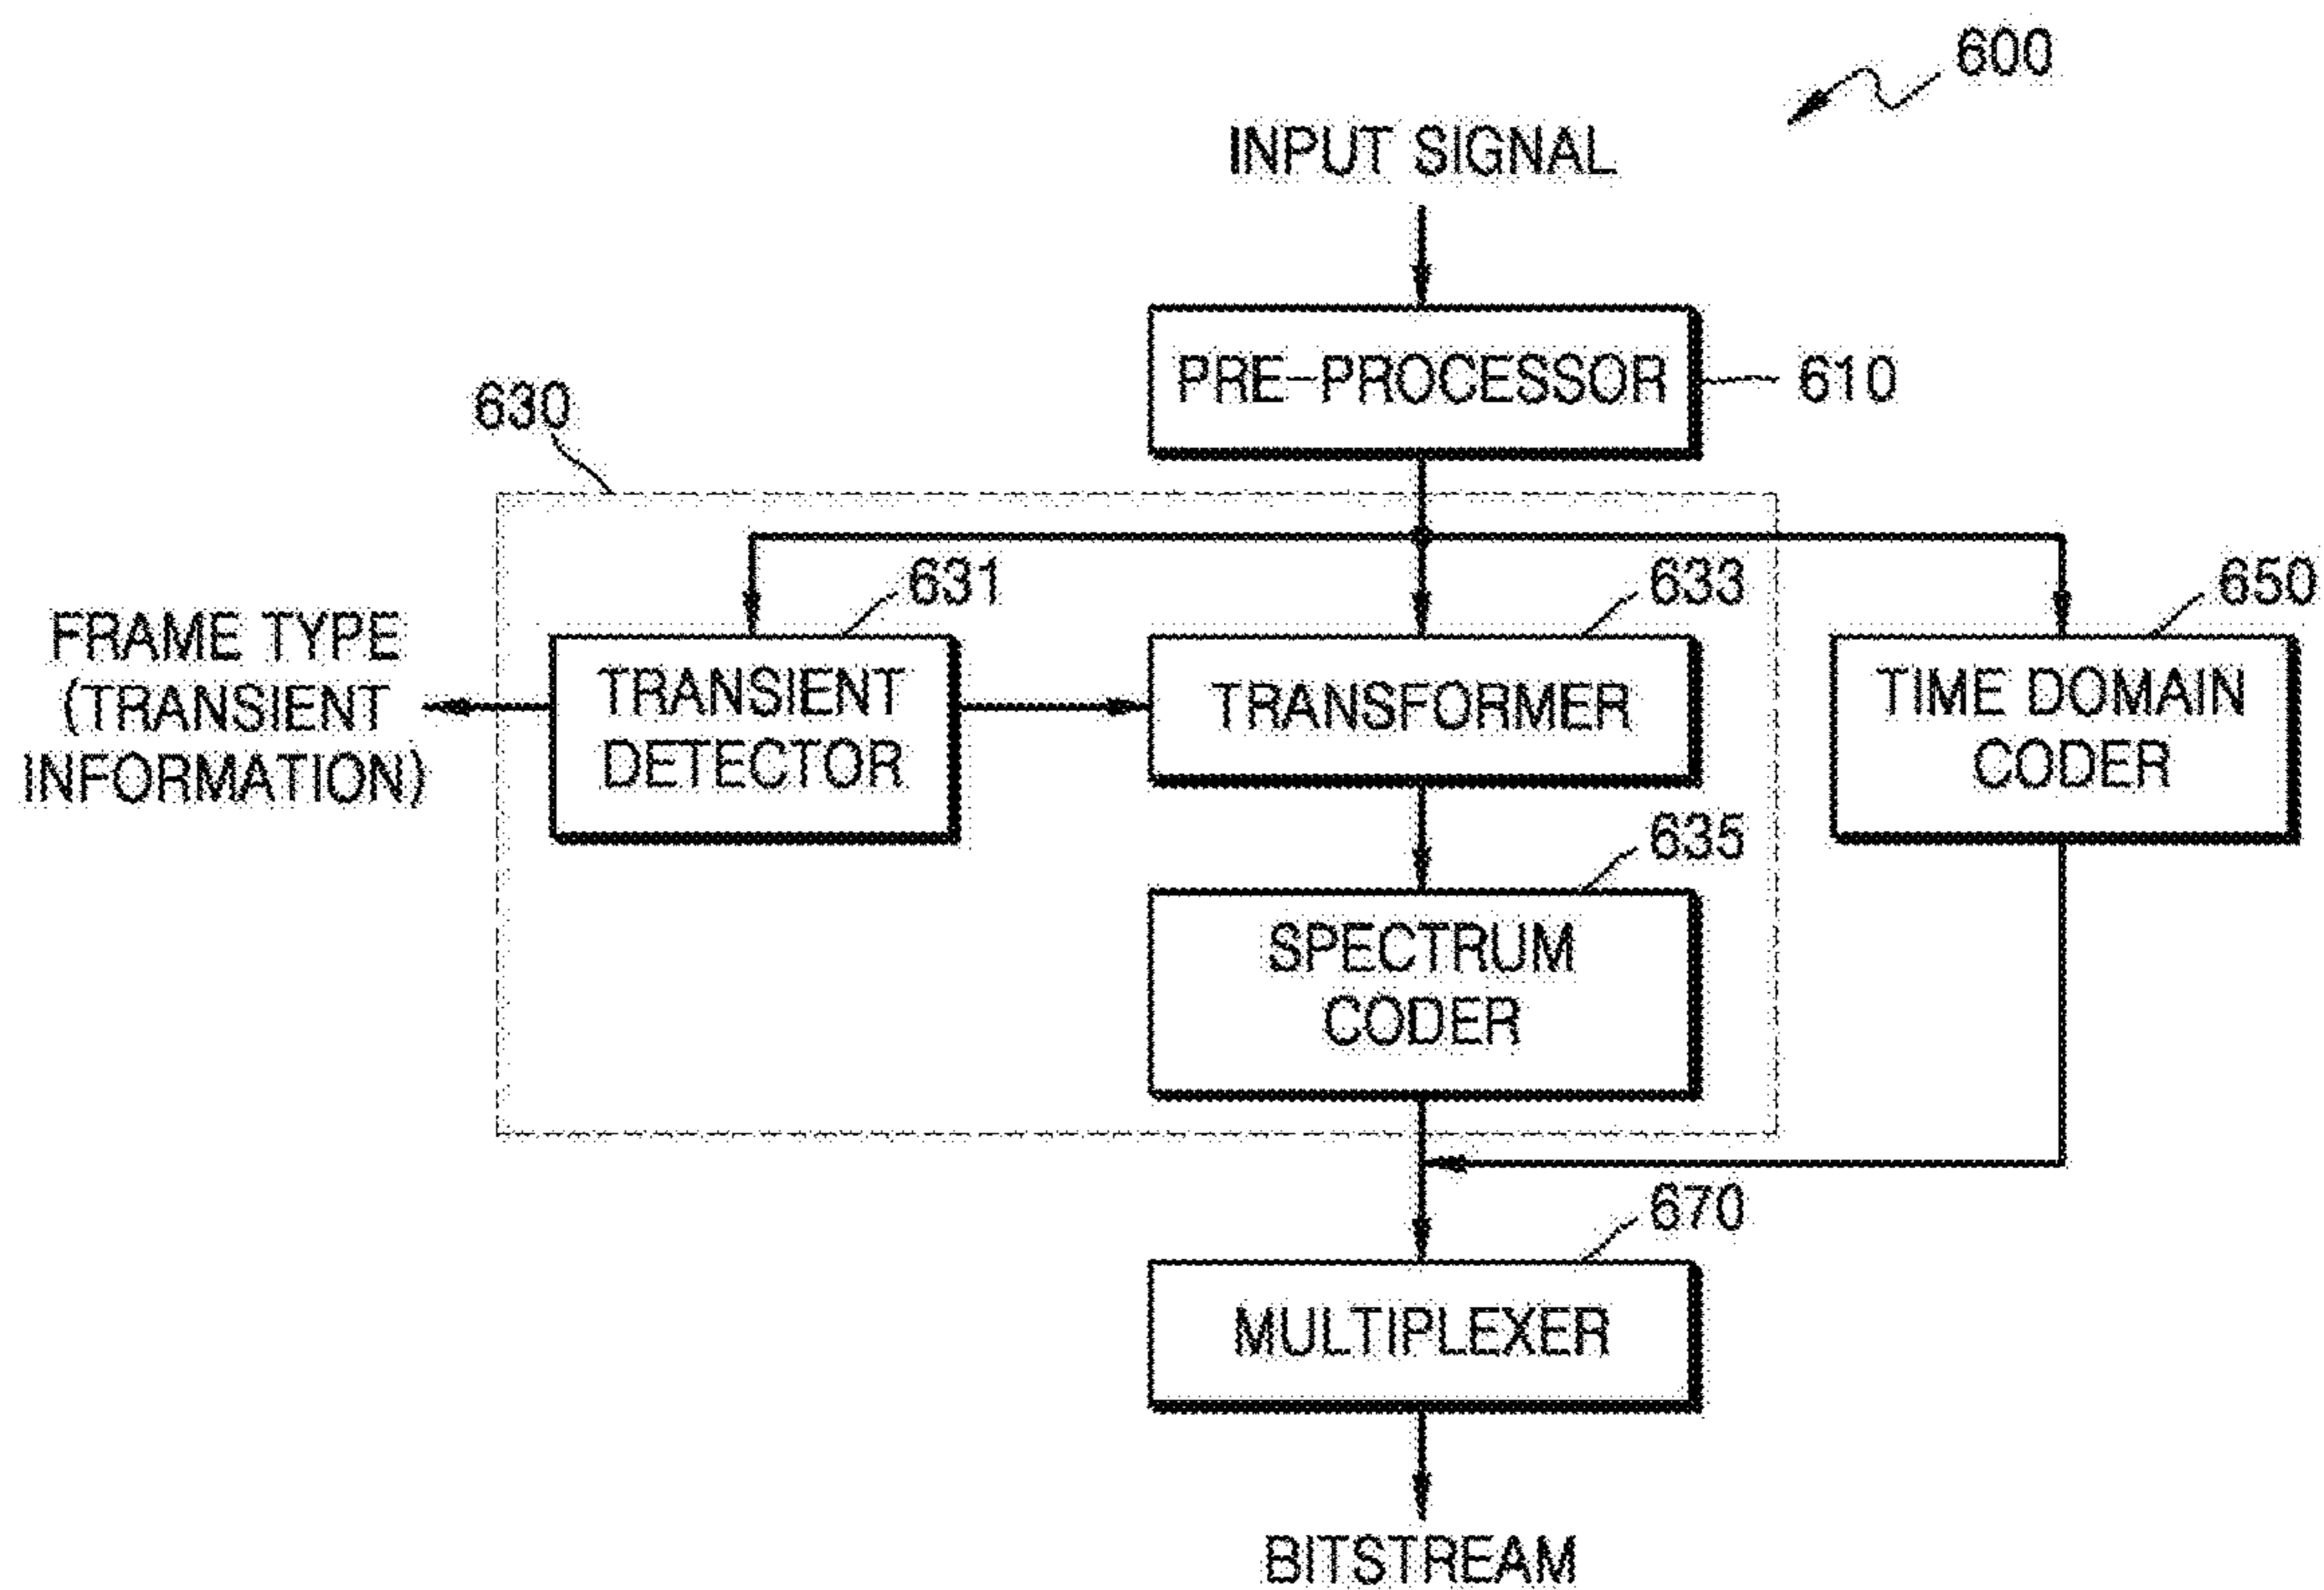 600
INPUT SIGNAL
PRE-PROCESSOR
610
630
631
633
650
FRAME TYPE
(TRANSIENT
INFORMATION)
TRANSIENT
DETECTOR
TRANSFORMER
TIME DOMAIN
CODER
635
SPECTRUM
CODER
670
MULTIPLEXER
BITSTREAM